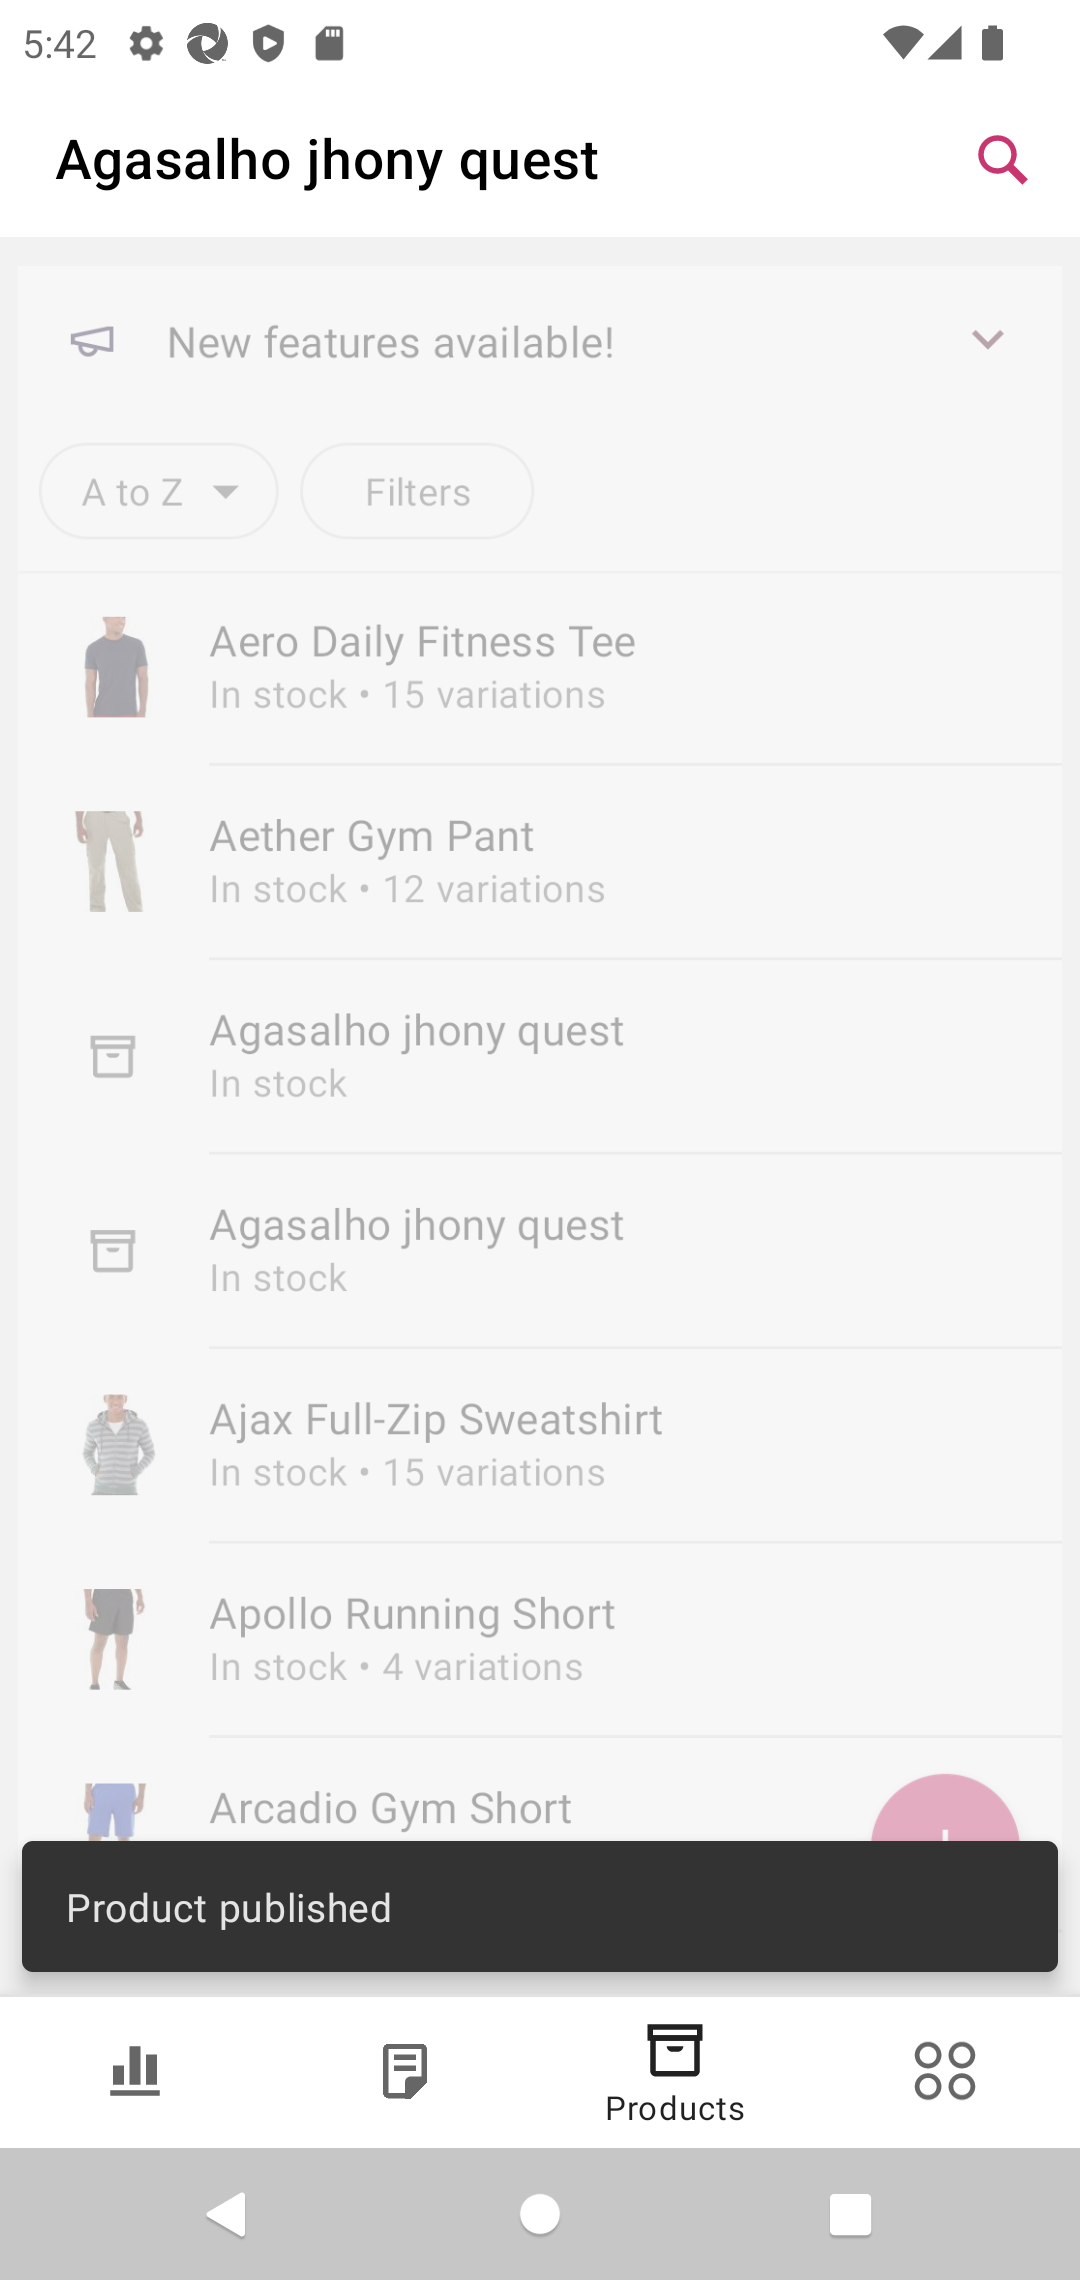 5:42
Agasalho jhony quest
New features available!
A to Z
Filters
Aero Daily Fitness Tee
In stock • 15 variations
Aether Gym Pant
In stock • 12 variations
Agasalho jhony quest
In stock
Agasalho jhony quest
In stock
Ajax Full-Zip Sweatshirt
In stock • 15 variations
Apollo Running Short
In stock • 4 variations
Arcadio Gym Short
Product published
Products